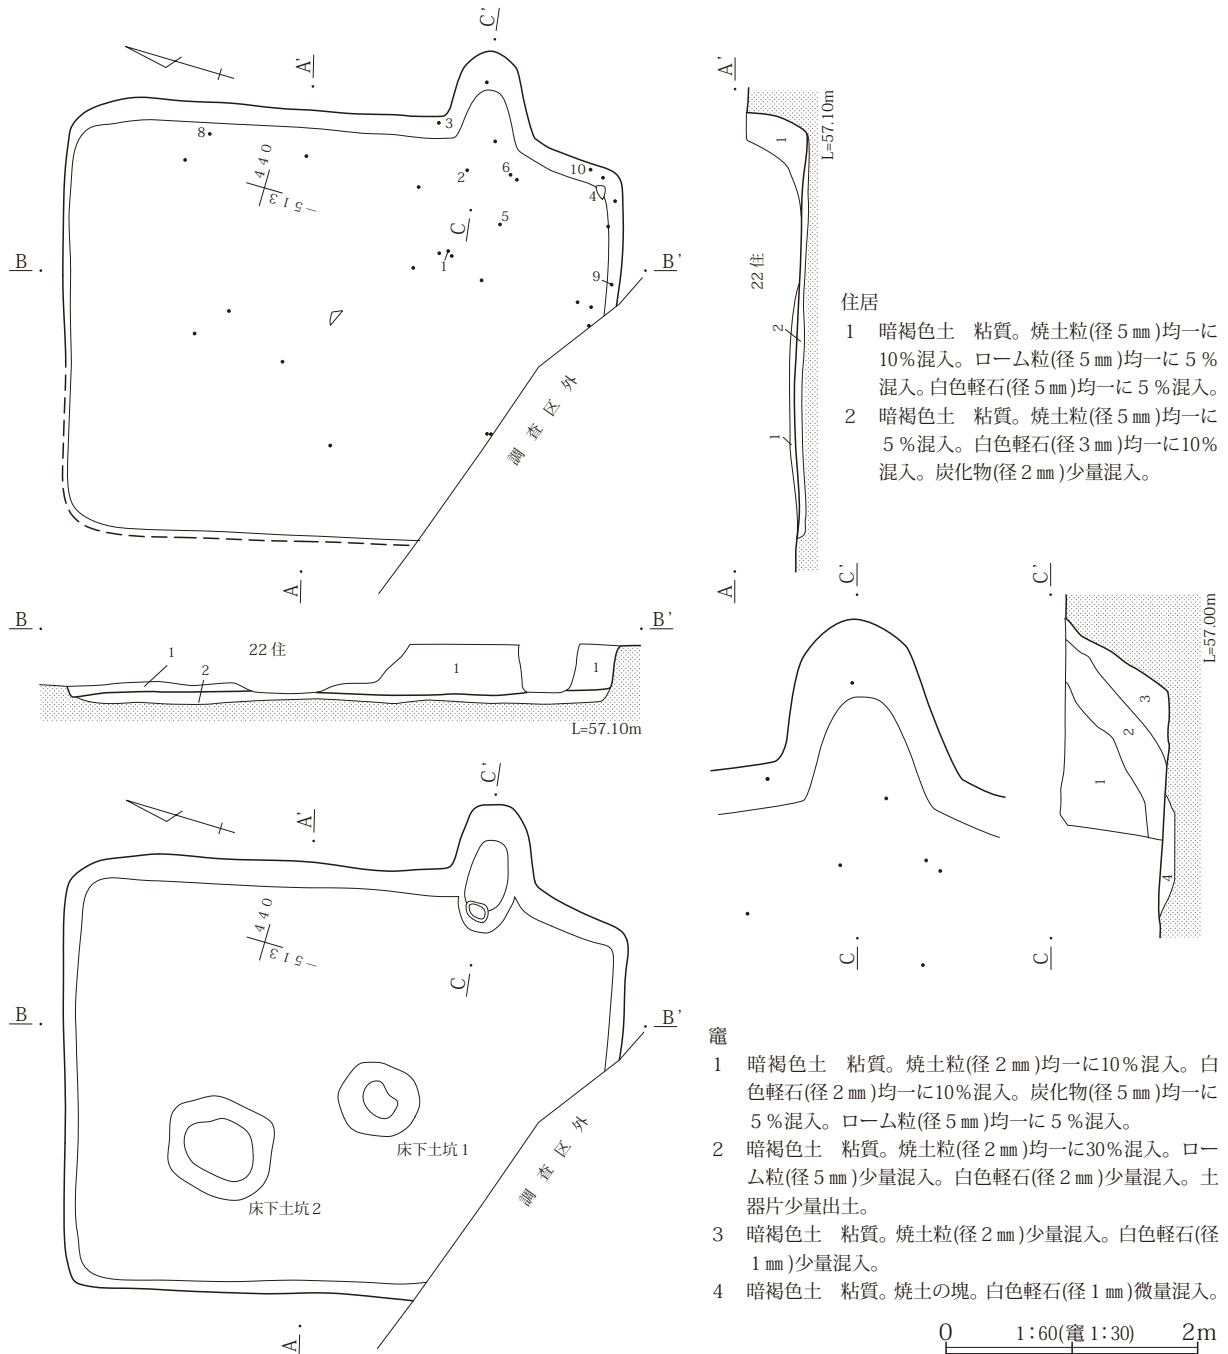 C'
A'
3
8
440
-513
2
6
10
4
5
C
1
B
B'
9
調査区外
A
A'
L=57.10m
1
22住
2
1
A
住居
1 暗褐色土 粘質。焼土粒(径5㎜)均一に
10%混入。ローム粒(径5㎜)均一に5%
混入。白色軽石(径5㎜)均一に5%混入。
2 暗褐色土 粘質。焼土粒(径5㎜)均一に
5%混入。白色軽石(径3㎜)均一に10%
混入。炭化物(径2㎜)少量混入。
B
B'
22住
1
2
1
1
L=57.10m
C'
C
C'
L=57.00m
3
2
1
4
C
C'
A'
440
-513
C
B
B'
床下土坑1
床下土坑2
調査区外
A
竈
1 暗褐色土 粘質。焼土粒(径2㎜)均一に10%混入。白
色軽石(径2㎜)均一に10%混入。炭化物(径5㎜)均一に
5%混入。ローム粒(径5㎜)均一に5%混入。
2 暗褐色土 粘質。焼土粒(径2㎜)均一に30%混入。ロー
ム粒(径5㎜)少量混入。白色軽石(径2㎜)少量混入。土
器片少量出土。
3 暗褐色土 粘質。焼土粒(径2㎜)少量混入。白色軽石(径
1㎜)少量混入。
4 暗褐色土 粘質。焼土の塊。白色軽石(径1㎜)微量混入。
0 1:60(竈1:30) 2m